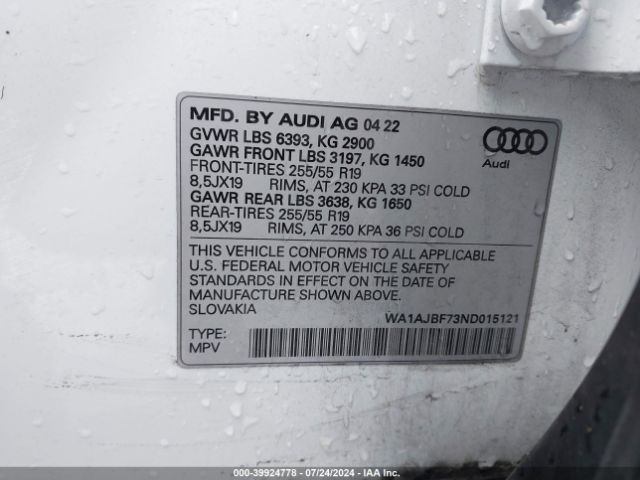 MFD. BY AUDI AG 04 22
GVWR LBS 6393, KG 2900
GAWR FRONT LBS 3197, KG 1450
FRONT-TIRES 255/55 R19
8,5JX19 RIMS, AT 230 KPA 33 PSI COLD
GAWR REAR LBS 3638, KG 1650
REAR-TIRES 255/55 R19
8,5JX19 RIMS, AT 250 KPA 36 PSI COLD
Audi
THIS VEHICLE CONFORMS TO ALL APPLICABLE
U.S. FEDERAL MOTOR VEHICLE SAFETY
STANDARDS IN EFFECT ON THE DATE OF
MANUFACTURE SHOWN ABOVE.
SLOVAKIA
WA1AJBF73ND015121
TYPE:
MPV
000-39924778 - 07/24/2024 - IAA Inc.